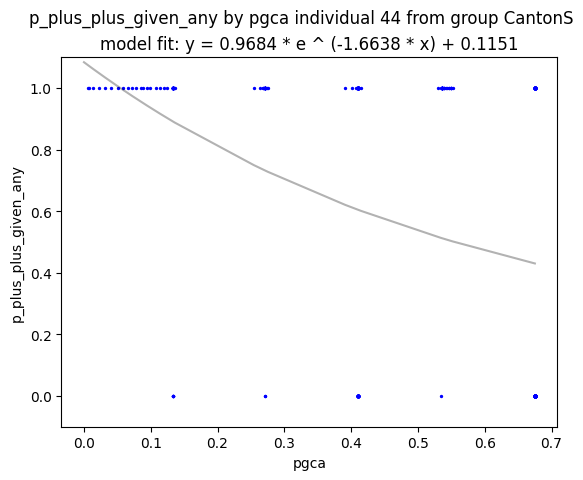 p_plus_plus_given_any by pgca individual 44 from group CantonS
model fit: y = 0.9684 * e ^ (-1.6638 * x) + 0.1151
1.0
0.8
0.6
0.4
0.2
0.0
p_plus_plus_given_any
0.0 0.1 0.2 0.3 0.4 0.5 0.6 0.7
pgca